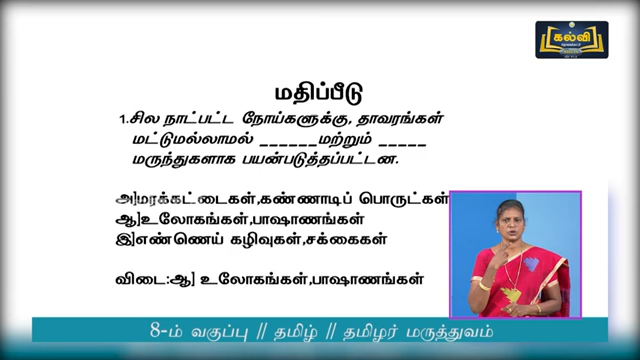 கல்வி
மதிப்பீடு
1.சில நாட்பட்ட நோய்களுக்கு, தாவரங்கள்
மட்டுமல்லாமல் ______மற்றும் _____
மருந்துகளாக பயன்படுத்தப்பட்டன.
அ]மரக்கட்டைகள்,கண்ணாடிப் பொருட்கள்
ஆ]உலோகங்கள்,பாஷாணங்கள்
இ]எண்ணெய் கழிவுகள்,சக்கைகள்
விடை:ஆ] உலோகங்கள்,பாஷாணங்கள்
8-ம் வகுப்பு // தமிழ் // தமிழர் மருத்துவம்